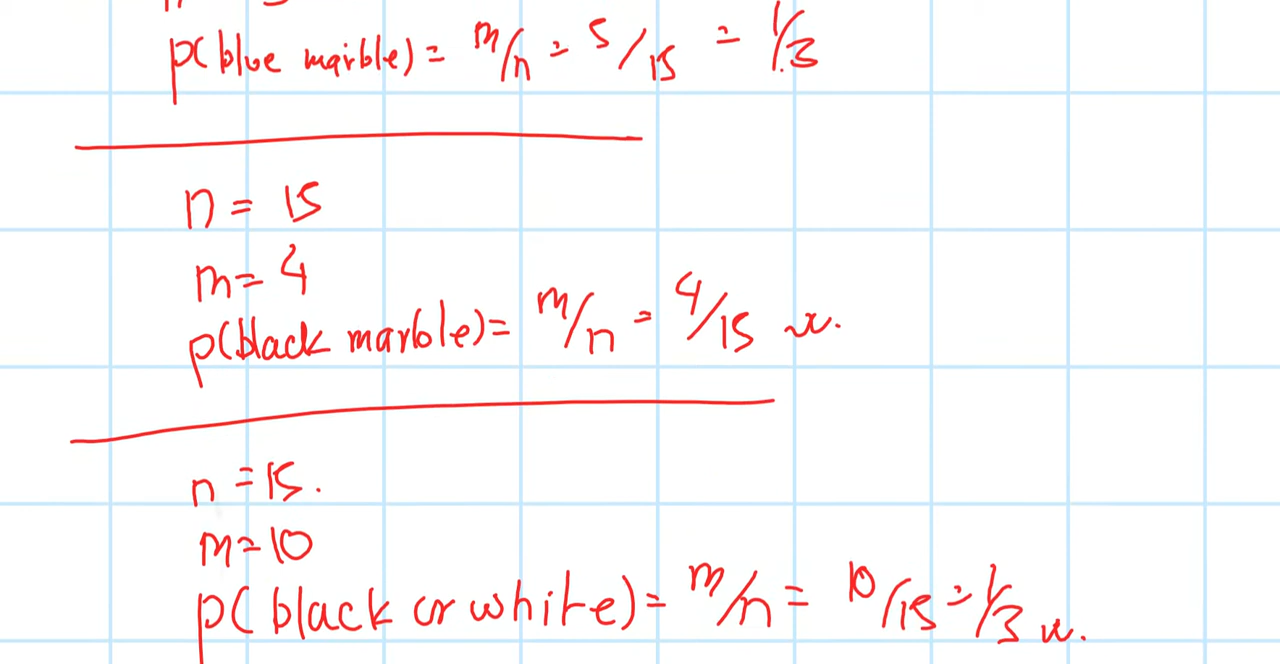 p(blue marble) = m/n = 5/15 = 1/3
n = 15
m = 4
p(black marble) = m/n = 4/15
n = 15.
m = 10
p(black or white) = m/n = 10/15 = 1/3